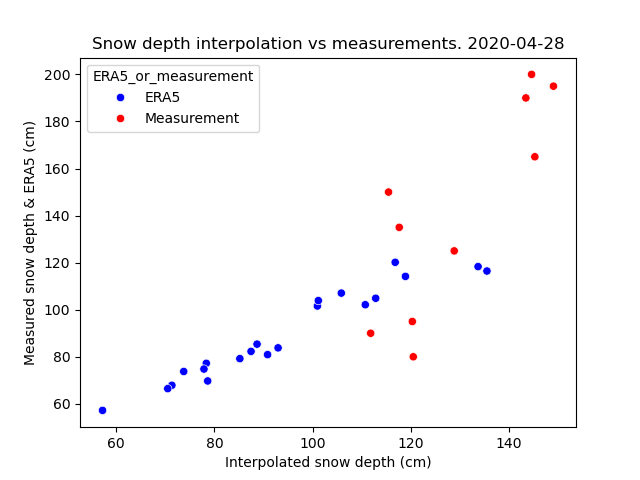 Snow depth interpolation vs measurements. 2020-04-28
ERA5_or_measurement
ERA5
Measurement
Measured snow depth & ERA5 (cm)
200
180
160
140
120
100
80
60
60 80 100 120 140
Interpolated snow depth (cm)